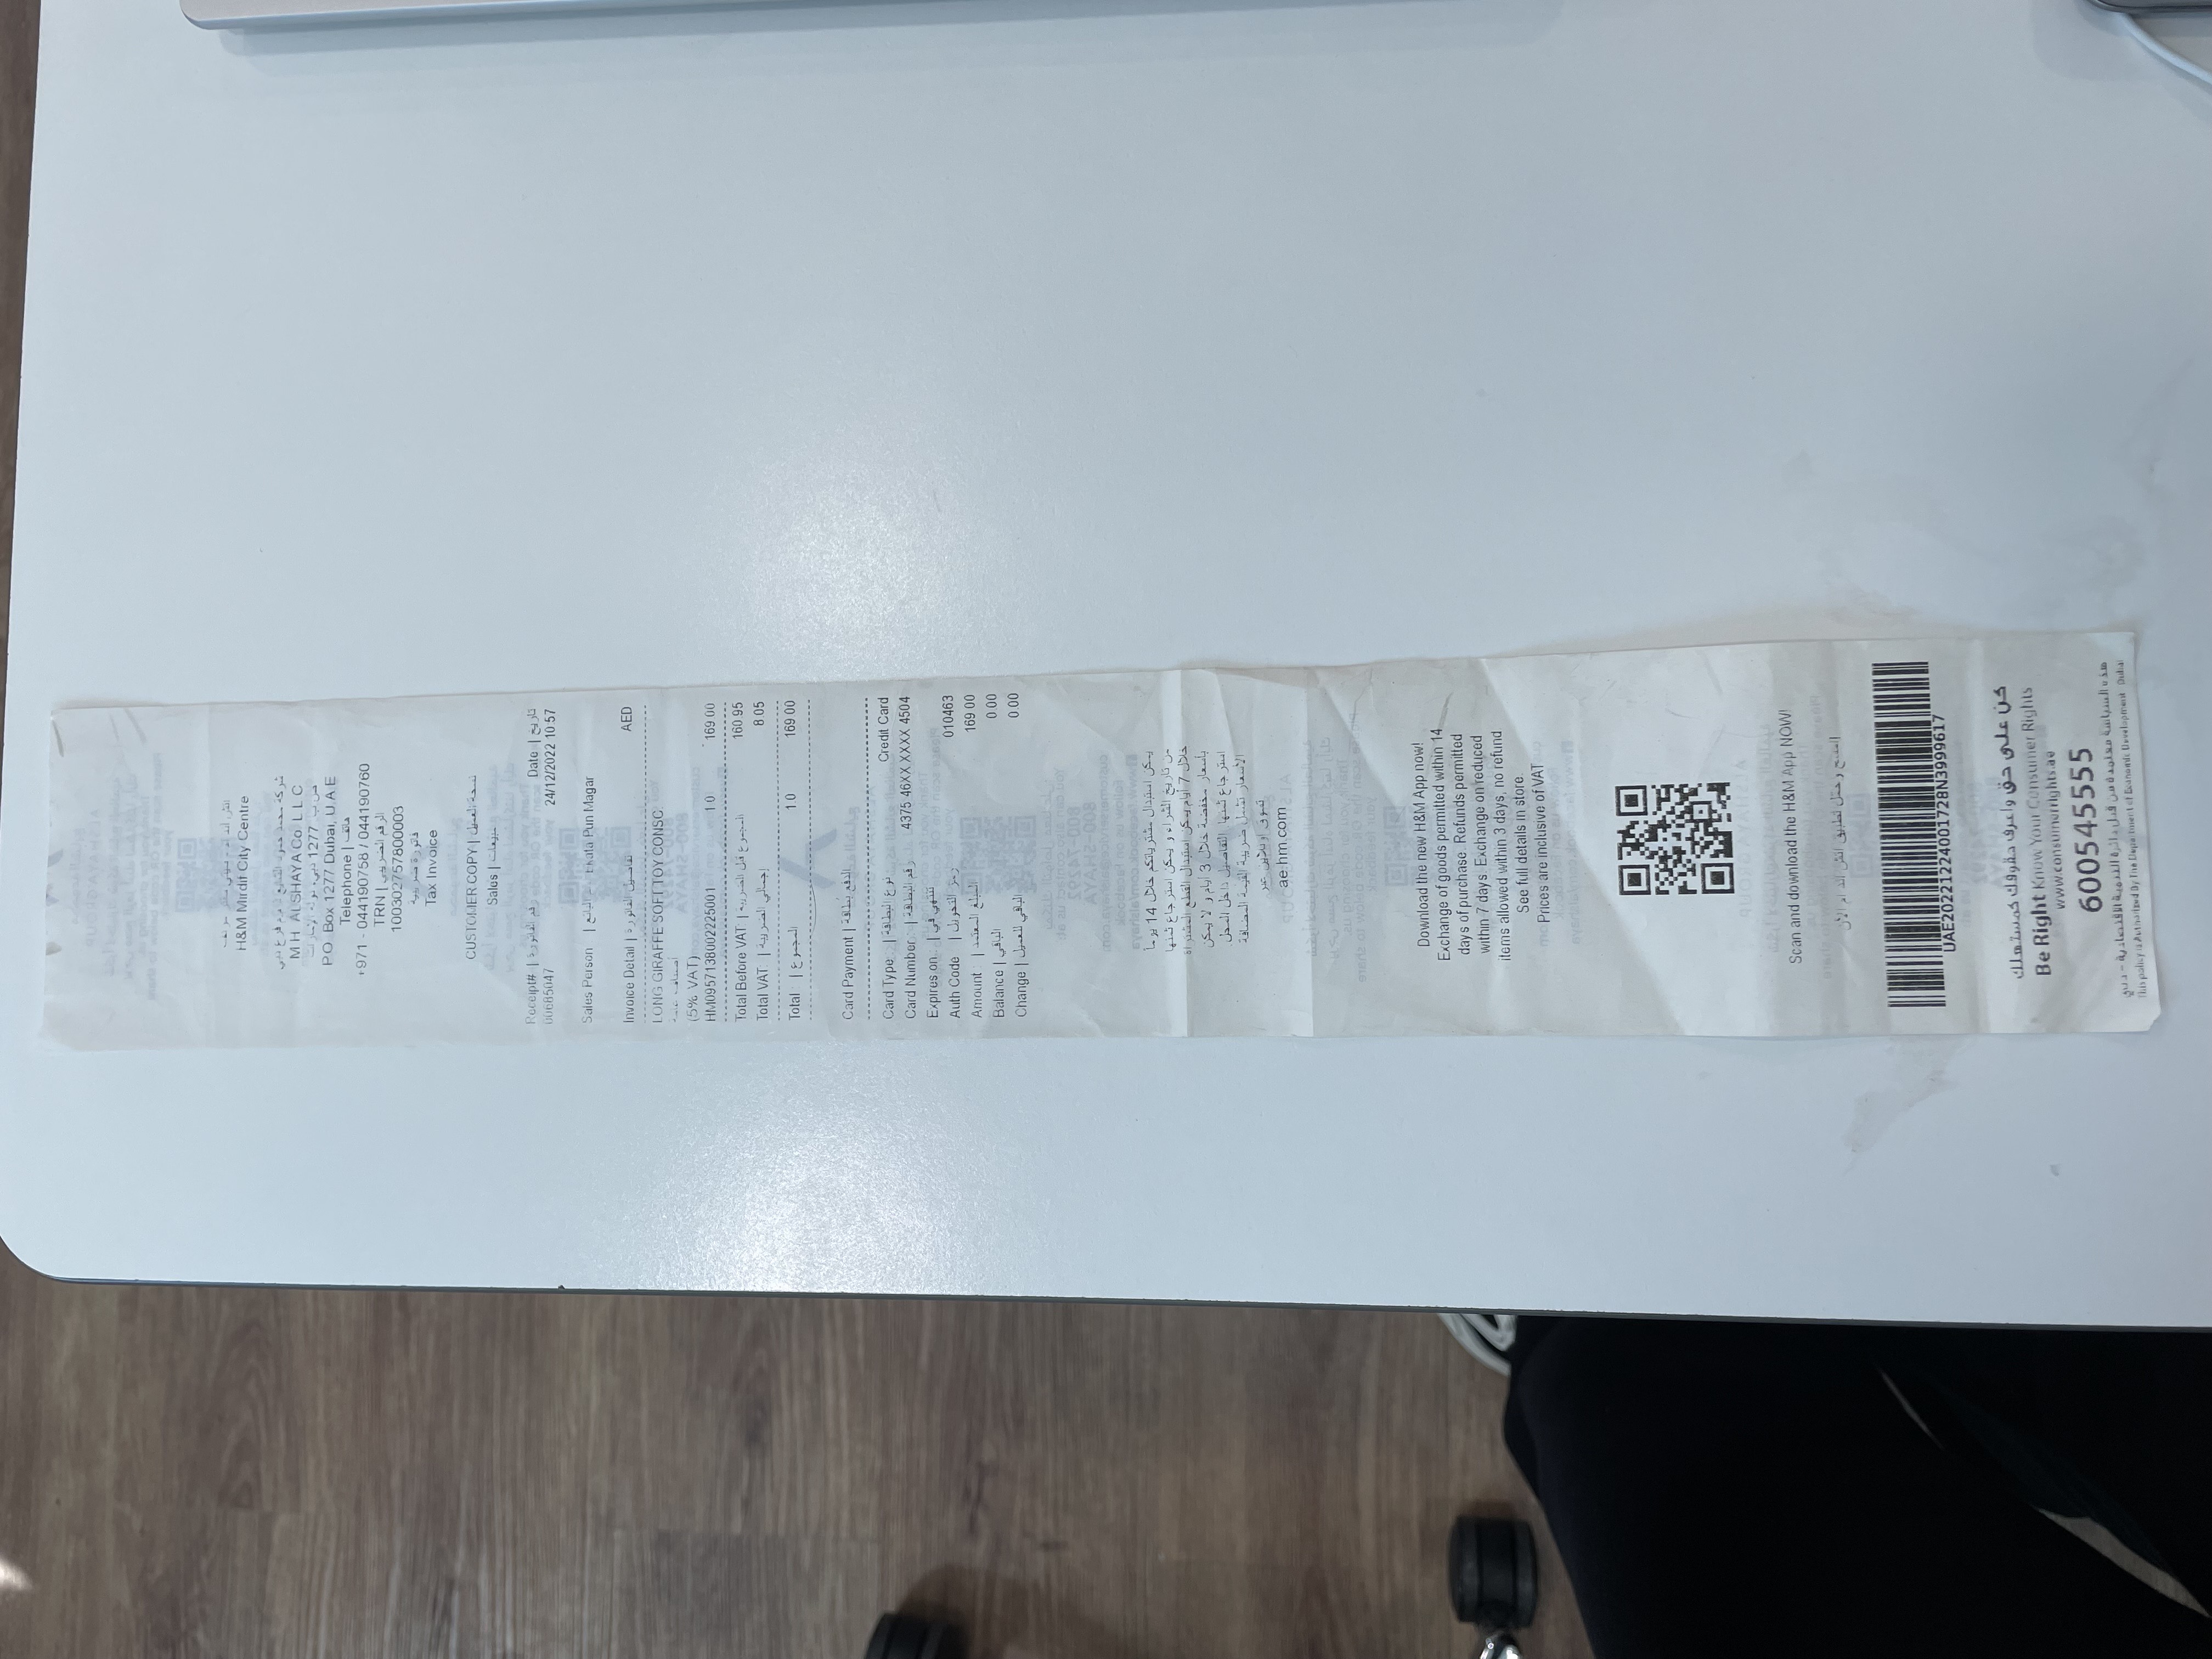 H&M Mirdif City Centre
شركة محمد حمود الشايع ذ.م.م فرع دبي
M H ALSHAYA Co L L C
ص ب 1277 دبي، دولة الإمارات
P O Box 1277 Dubai, U A E
Telephone | هاتف
+971 - 044190758 / 044190760
TRN | الرقم الضريبي
100302757800003
فاتورة ضريبية
Tax Invoice
CUSTOMER COPY | نسخة العميل
Sales | مبيعات
Receipt# | رقم الفاتورة Date | تاريخ
00685047 24/12/2022 10:57
Sales Person | البائع Pun Magar
Invoice Detail | تفاصيل الفاتورة AED
LONG GIRAFFE SOFT TOY CONSC
أصناف عامة
(5% VAT)
HM0957138002225001 1.0 169.00
Total Before VAT | المجموع قبل الضريبة 160.95
Total VAT | إجمالي الضريبة 8.05
Total | المجموع 1.0 169.00
Card Payment | الدفع بطاقة
Card Type | نوع البطاقة Credit Card
Card Number | رقم البطاقة 4375 46XX XXXX 4504
Expires on | تنتهي في
Auth Code | رمز التخويل 010463
Amount | المبلغ المعتمد 169.00
Balance | الباقي 0.00
Change | الباقي للعميل 0.00
يمكن استبدال مشترياتكم خلال 14 يوماً
من تاريخ الشراء و يمكن استرجاع ثمنها
خلال 7 أيام يمكن استبدال القطع المشتراة
بأسعار مخفضة خلال 3 أيام و لا يمكن
استرجاع ثمنها. التفاصيل داخل المحل.
الأسعار تشمل ضريبة القيمة المضافة
تسوق اونلاين عبر
ae.hm.com
Download the new H&M App now!
Exchange of goods permitted within 14
days of purchase. Refunds permitted
within 7 days. Exchange on reduced
items allowed within 3 days, no refund
See full details in store.
Prices are inclusive of VAT
Scan and download the H&M App NOW!
إمسح وحمّل تطبيق اتش اند ام الآن
UAE20221224001728N3999617
كن على حق واعرف حقوقك كمستهلك
Be Right Know Your Consumer Rights
www.consumerrights.ae
600545555
هذه السياسة معتمدة من قبل دائرة التنمية الاقتصادية - دبي
This policy is Authorized By The Department of Economic Development - Dubai